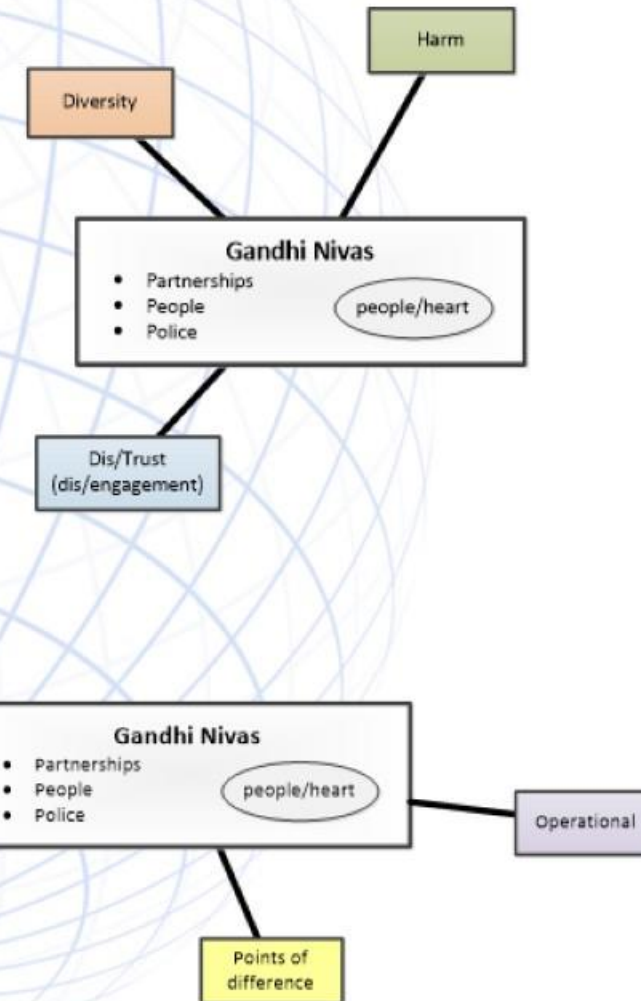 Harm
Diversity
Gandhi Nivas
• Partnerships
• People
• Police
people/heart
Dis/Trust
(dis/engagement)
Gandhi Nivas
• Partnerships
• People
• Police
people/heart
Operational
Points of
difference